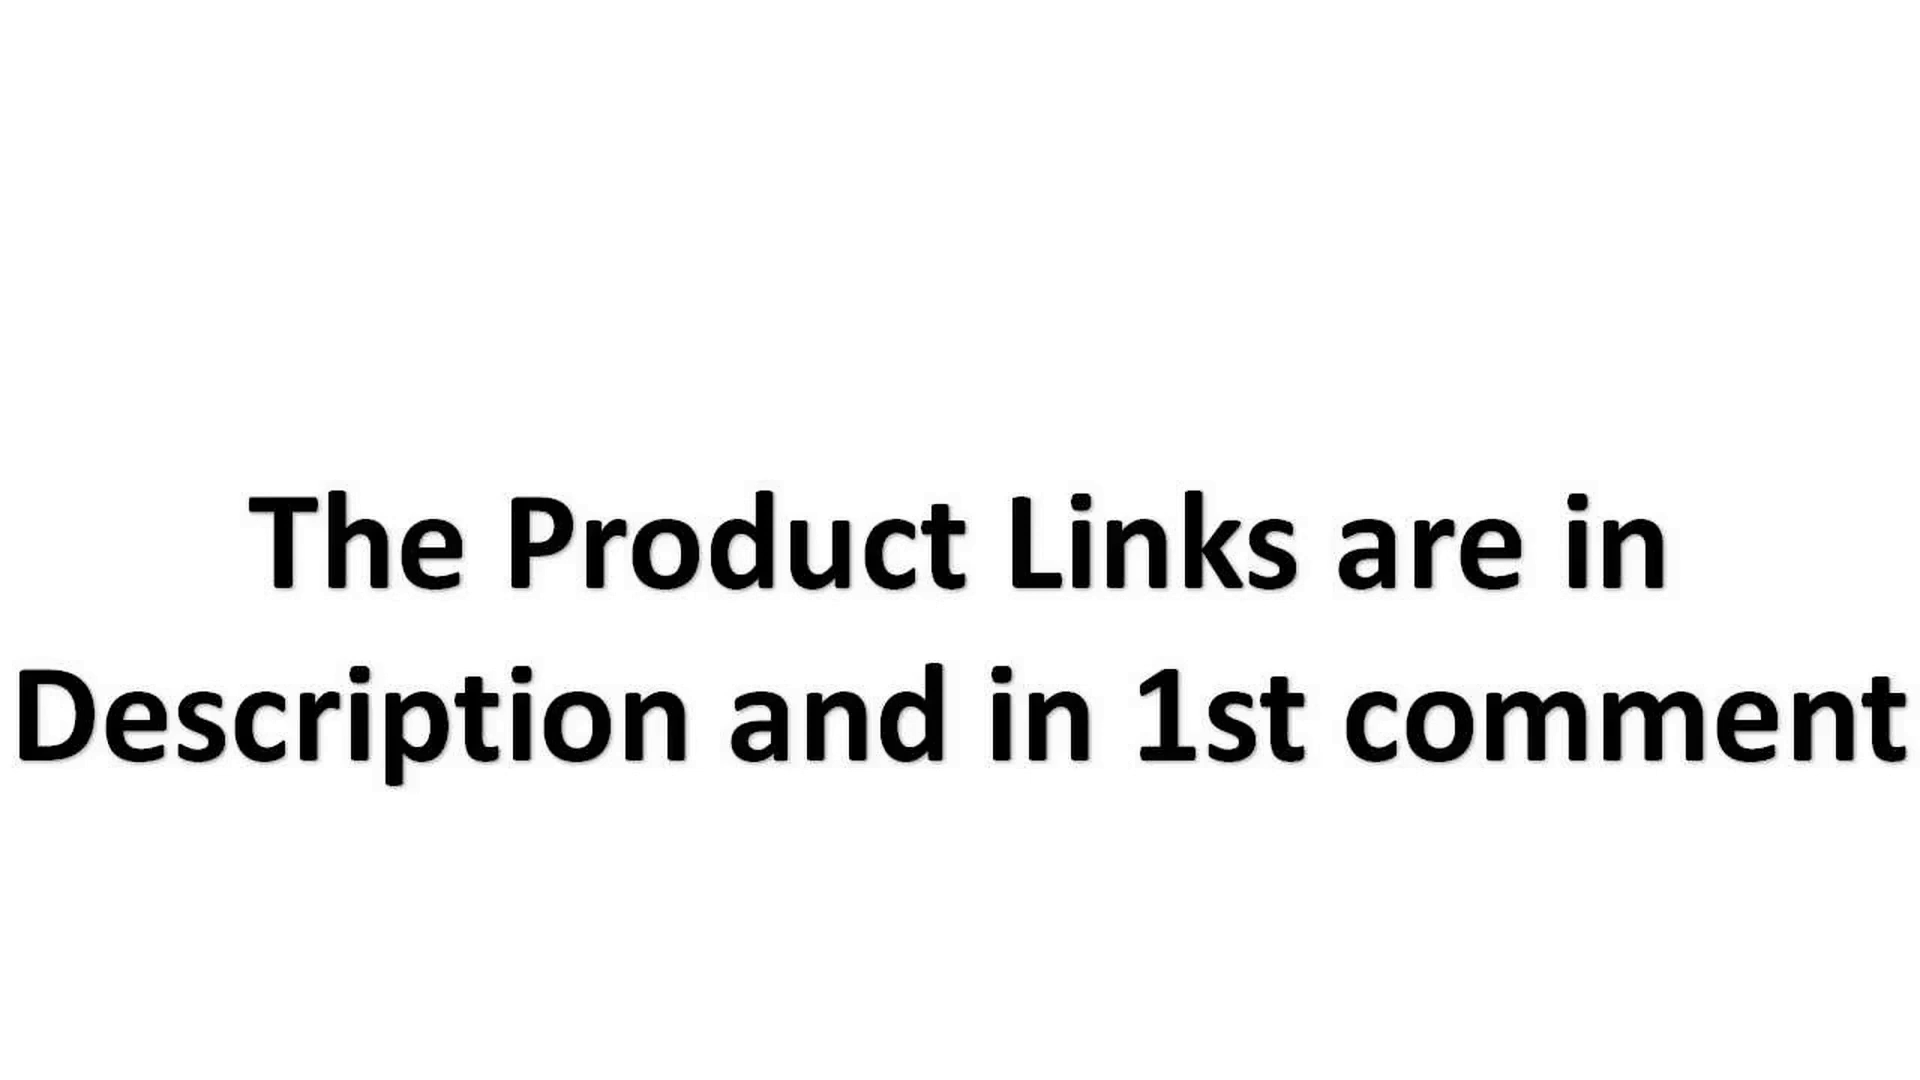 The Product Links are in
Description and in 1st comment